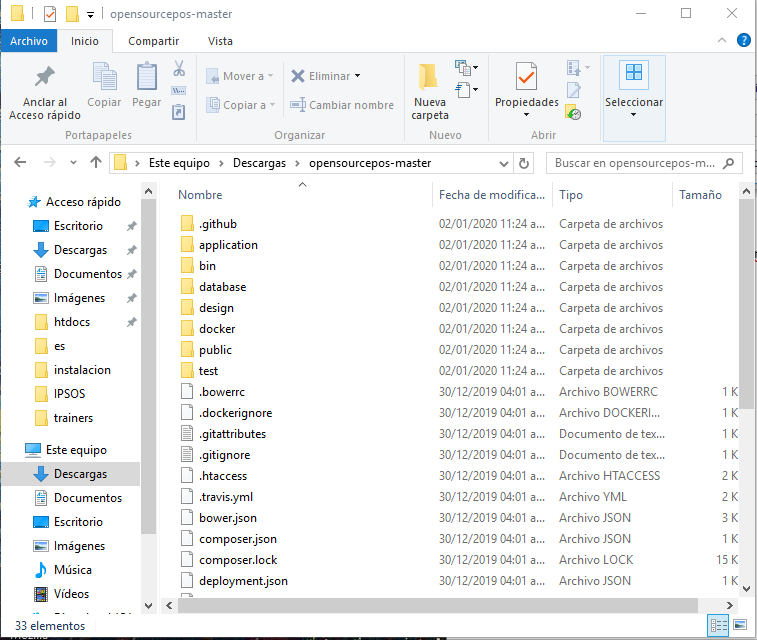 opensourcepos-master
Archivo Inicio Compartir Vista
Anclar al Acceso rápido
Copiar
Pegar
Mover a
Copiar a
Eliminar
Cambiar nombre
Nueva carpeta
Propiedades
Seleccionar
Portapapeles Organizar Nuevo Abrir
Este equipo > Descargas > opensourcepos-master
Buscar en opensourcepos-m...
Acceso rápido
Escritorio
Descargas
Documentos
Imágenes
htdocs
es
instalacion
IPSOS
trainers
Este equipo
Descargas
Documentos
Escritorio
Imágenes
Música
Vídeos
Nombre Fecha de modifica... Tipo Tamaño
.github 02/01/2020 11:24 a... Carpeta de archivos
application 02/01/2020 11:24 a... Carpeta de archivos
bin 02/01/2020 11:24 a... Carpeta de archivos
database 02/01/2020 11:24 a... Carpeta de archivos
design 02/01/2020 11:24 a... Carpeta de archivos
docker 02/01/2020 11:24 a... Carpeta de archivos
public 02/01/2020 11:24 a... Carpeta de archivos
test 02/01/2020 11:24 a... Carpeta de archivos
.bowerrc 30/12/2019 04:01 a... Archivo BOWERRC 1 K
.dockerignore 30/12/2019 04:01 a... Archivo DOCKERI... 1 K
.gitattributes 30/12/2019 04:01 a... Documento de tex... 1 K
.gitignore 30/12/2019 04:01 a... Documento de tex... 1 K
.htaccess 30/12/2019 04:01 a... Archivo HTACCESS 2 K
.travis.yml 30/12/2019 04:01 a... Archivo YML 2 K
bower.json 30/12/2019 04:01 a... Archivo JSON 3 K
composer.json 30/12/2019 04:01 a... Archivo JSON 1 K
composer.lock 30/12/2019 04:01 a... Archivo LOCK 15 K
deployment.json 30/12/2019 04:01 a... Archivo JSON 1 K
33 elementos